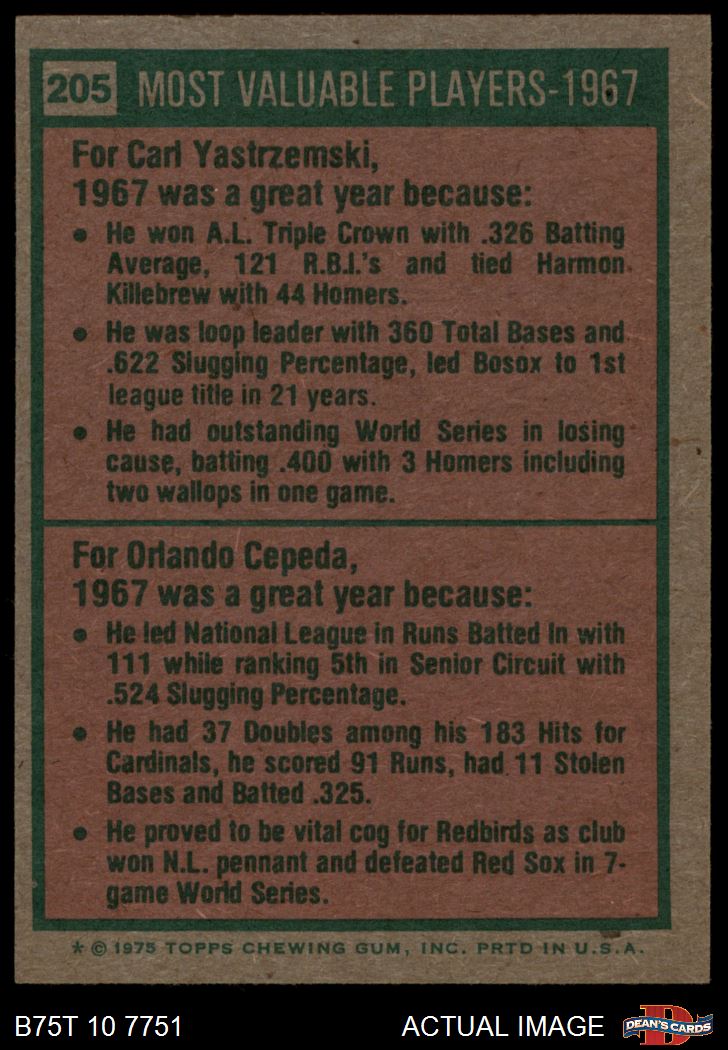 205 MOST VALUABLE PLAYERS-1967
For Carl Yastrzemski,
1967 was a great year because:
• He won A.L. Triple Crown with .326 Batting
Average, 121 R.B.I.'s and tied Harmon
Killebrew with 44 Homers.
• He was loop leader with 360 Total Bases and
.622 Slugging Percentage, led Bosox to 1st
league title in 21 years.
• He had outstanding World Series in losing
cause, batting .400 with 3 Homers including
two wallops in one game.
For Orlando Cepeda,
1967 was a great year because:
• He led National League in Runs Batted In with
111 while ranking 5th in Senior Circuit with
.524 Slugging Percentage.
• He had 37 Doubles among his 183 Hits for
Cardinals, he scored 91 Runs, had 11 Stolen
Bases and Batted .325.
• He proved to be vital cog for Redbirds as club
won N.L. pennant and defeated Red Sox in 7-
game World Series.
* © 1975 TOPPS CHEWING GUM, INC. PRTD IN U.S.A.
B75T 10 7751 ACTUAL IMAGE D DEAN'S CARDS